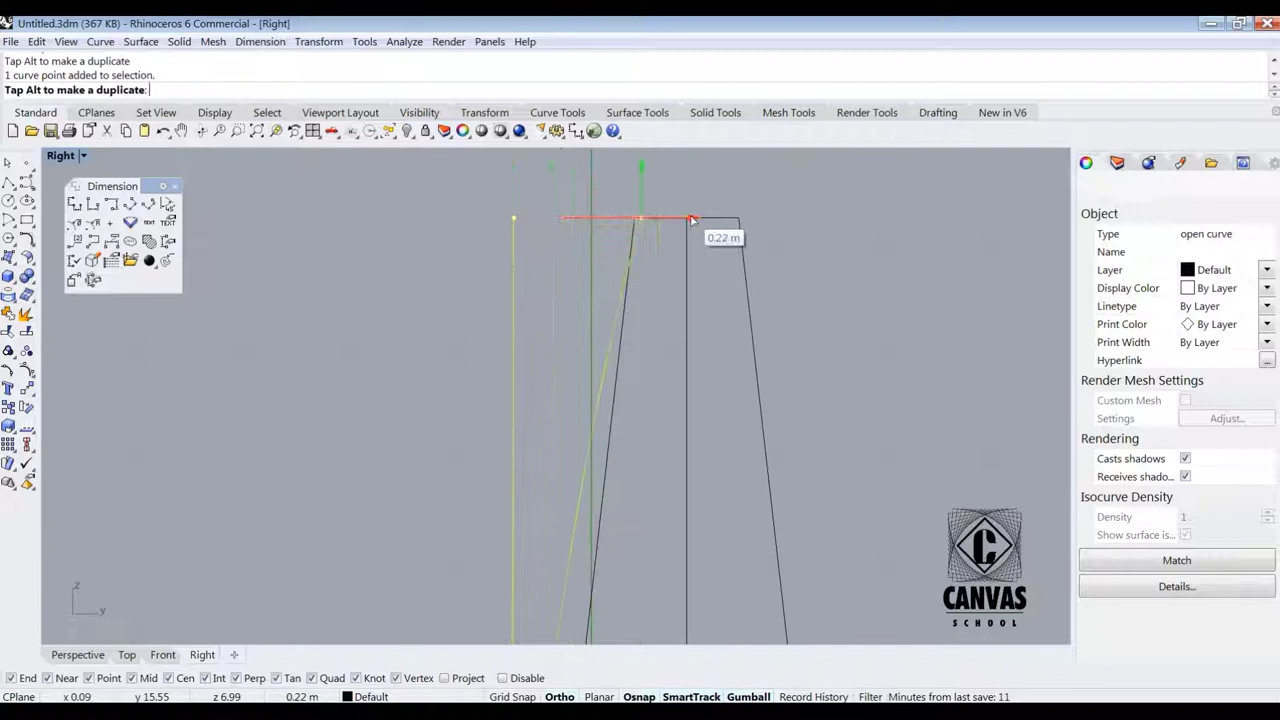 Untitled.3dm (367 KB) - Rhinoceros 6 Commercial - [Right]
File Edit View Curve Surface Solid Mesh Dimension Transform Tools Analyze Render Panels Help
Tap Alt to make a duplicate
1 curve point added to selection.
Tap Alt to make a duplicate:
Standard CPlanes Set View Display Select Viewport Layout Visibility Transform Curve Tools Surface Tools Solid Tools Mesh Tools Render Tools Drafting New in V6
Right
Dimension
TEXT TEXT
0.22 m
Object
Type open curve
Name
Layer Default
Display Color By Layer
Linetype By Layer
Print Color By Layer
Print Width By Layer
Hyperlink ...
Render Mesh Settings
Custom Mesh
Settings Adjust...
Rendering
Casts shadows
Receives shado...
Isocurve Density
Density 1
Show surface is...
Match
Details...
C
CANVAS
SCHOOL
z
y
Perspective Top Front Right
End Near Point Mid Cen Int Perp Tan Quad Knot Vertex Project Disable
CPlane x 0.09 y 15.55 z 6.99 0.22 m Default Grid Snap Ortho Planar Osnap SmartTrack Gumball Record History Filter Minutes from last save: 11